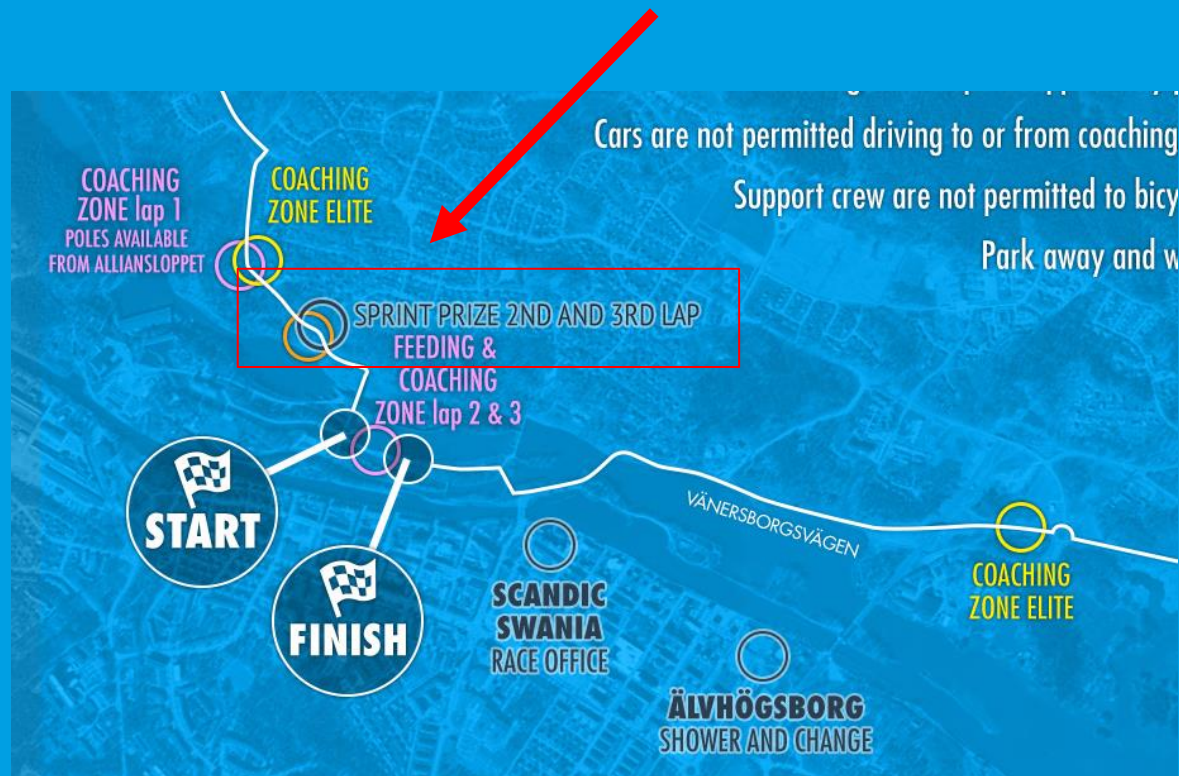 Cars are not permitted driving to or from coaching
Support crew are not permitted to bicy
Park away and w
COACHING
ZONE lap 1
POLES AVAILABLE
FROM ALLIANSLOPPET
COACHING
ZONE ELITE
SPRINT PRIZE 2ND AND 3RD LAP
FEEDING &
COACHING
ZONE lap 2 & 3
START
FINISH
VÄNERSBORGSVÄGEN
SCANDIC
SWANIA
RACE OFFICE
COACHING
ZONE ELITE
ÄLVHÖGSBORG
SHOWER AND CHANGE